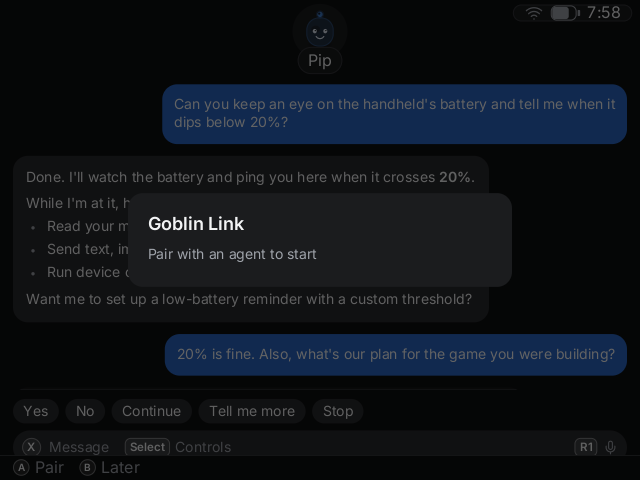 7:58
Pip
Can you keep an eye on the handheld's battery and tell me when it
dips below 20%?
Done. I'll watch the battery and ping you here when it crosses 20%.
While I'm at it, h
• Read your m
• Send text, im
• Run device c
Want me to set up a low-battery reminder with a custom threshold?
Goblin Link
Pair with an agent to start
20% is fine. Also, what's our plan for the game you were building?
Yes No Continue Tell me more Stop
X Message Select Controls R1
A Pair B Later